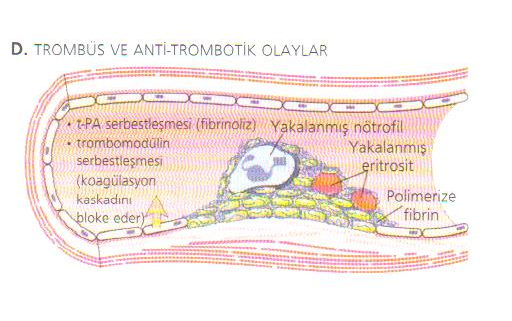 D. TROMBÜS VE ANTİ-TROMBOTİK OLAYLAR
• t-PA serbestleşmesi (fibrinoliz)
• trombomodülin
serbestleşmesi
(koagülasyon
kaskadını
bloke eder)
Yakalanmış nötrofil
Yakalanmış
eritrosit
Polimerize
fibrin